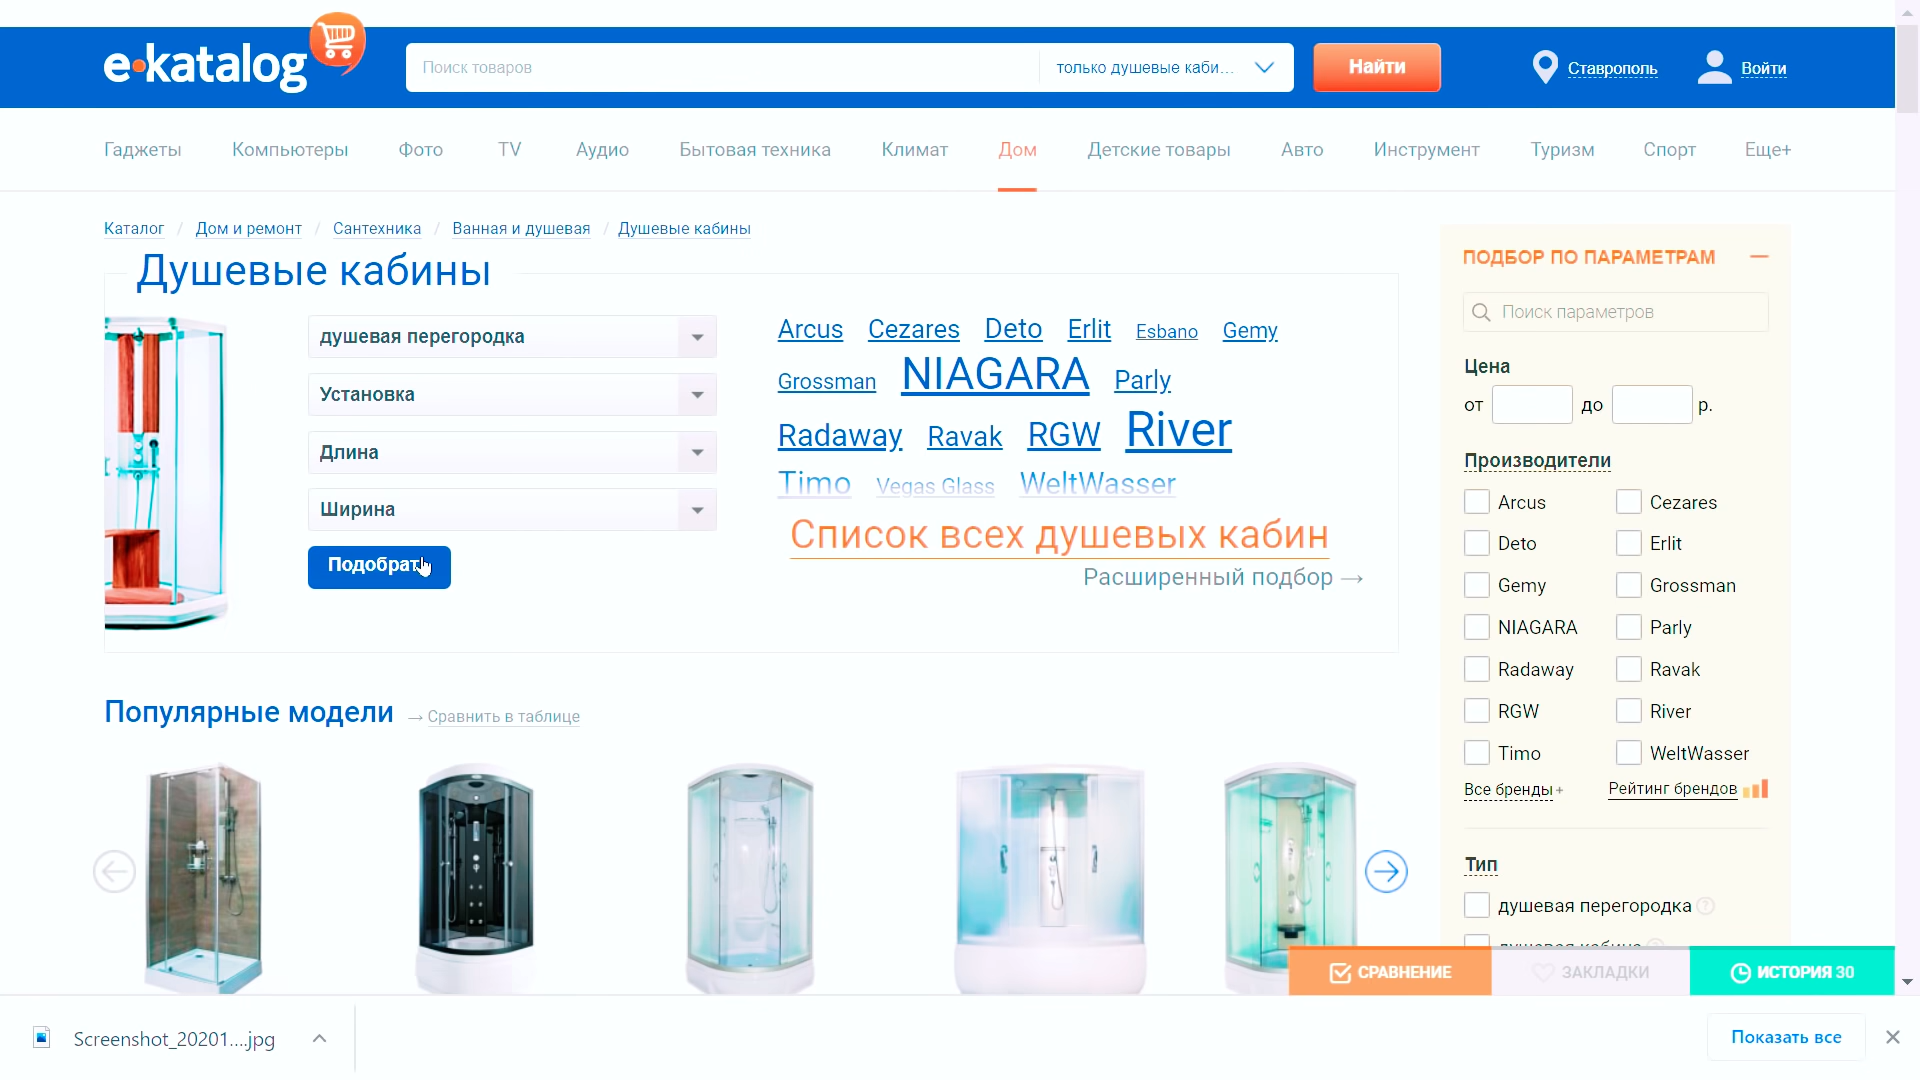 e•katalog
Поиск товаров
только душевые каби...
Найти
Ставрополь
Войти
Гаджеты
Компьютеры
Фото
TV
Аудио
Бытовая техника
Климат
Дом
Детские товары
Авто
Инструмент
Туризм
Спорт
Еще+
Каталог / Дом и ремонт / Сантехника / Ванная и душевая / Душевые кабины
Душевые кабины
душевая перегородка
Установка
Длина
Ширина
Подобрать
Arcus Cezares Deto Erlit Esbano Gemy
Grossman NIAGARA Parly
Radaway Ravak RGW River
Timo Vegas Glass WeltWasser
Список всех душевых кабин
Расширенный подбор →
Популярные модели → Сравнить в таблице
ПОДБОР ПО ПАРАМЕТРАМ
Поиск параметров
Цена
от до р.
Производители
Arcus Cezares
Deto Erlit
Gemy Grossman
NIAGARA Parly
Radaway Ravak
RGW River
Timo WeltWasser
Все бренды + Рейтинг брендов
Тип
душевая перегородка ?
душевая кабина ?
СРАВНЕНИЕ
ЗАКЛАДКИ
ИСТОРИЯ 30
Screenshot_20201....jpg
Показать все